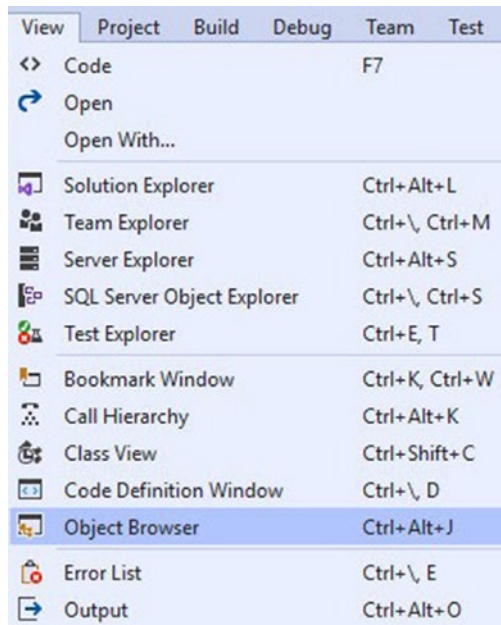 View Project Build Debug Team Test
Code F7
Open
Open With...
Solution Explorer Ctrl+Alt+L
Team Explorer Ctrl+\, Ctrl+M
Server Explorer Ctrl+Alt+S
SQL Server Object Explorer Ctrl+\, Ctrl+S
Test Explorer Ctrl+E, T
Bookmark Window Ctrl+K, Ctrl+W
Call Hierarchy Ctrl+Alt+K
Class View Ctrl+Shift+C
Code Definition Window Ctrl+\, D
Object Browser Ctrl+Alt+J
Error List Ctrl+\, E
Output Ctrl+Alt+O